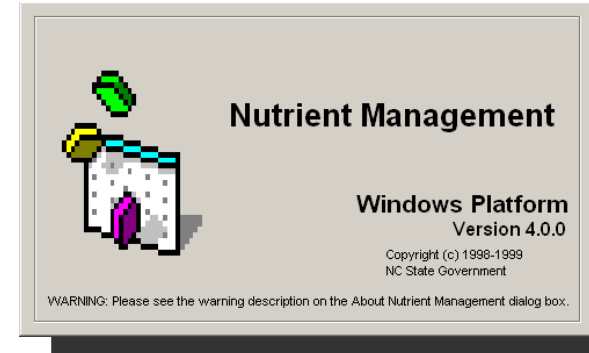 Nutrient Management
Windows Platform
Version 4.0.0
Copyright (c) 1998-1999
NC State Government
WARNING: Please see the warning description on the About Nutrient Management dialog box.